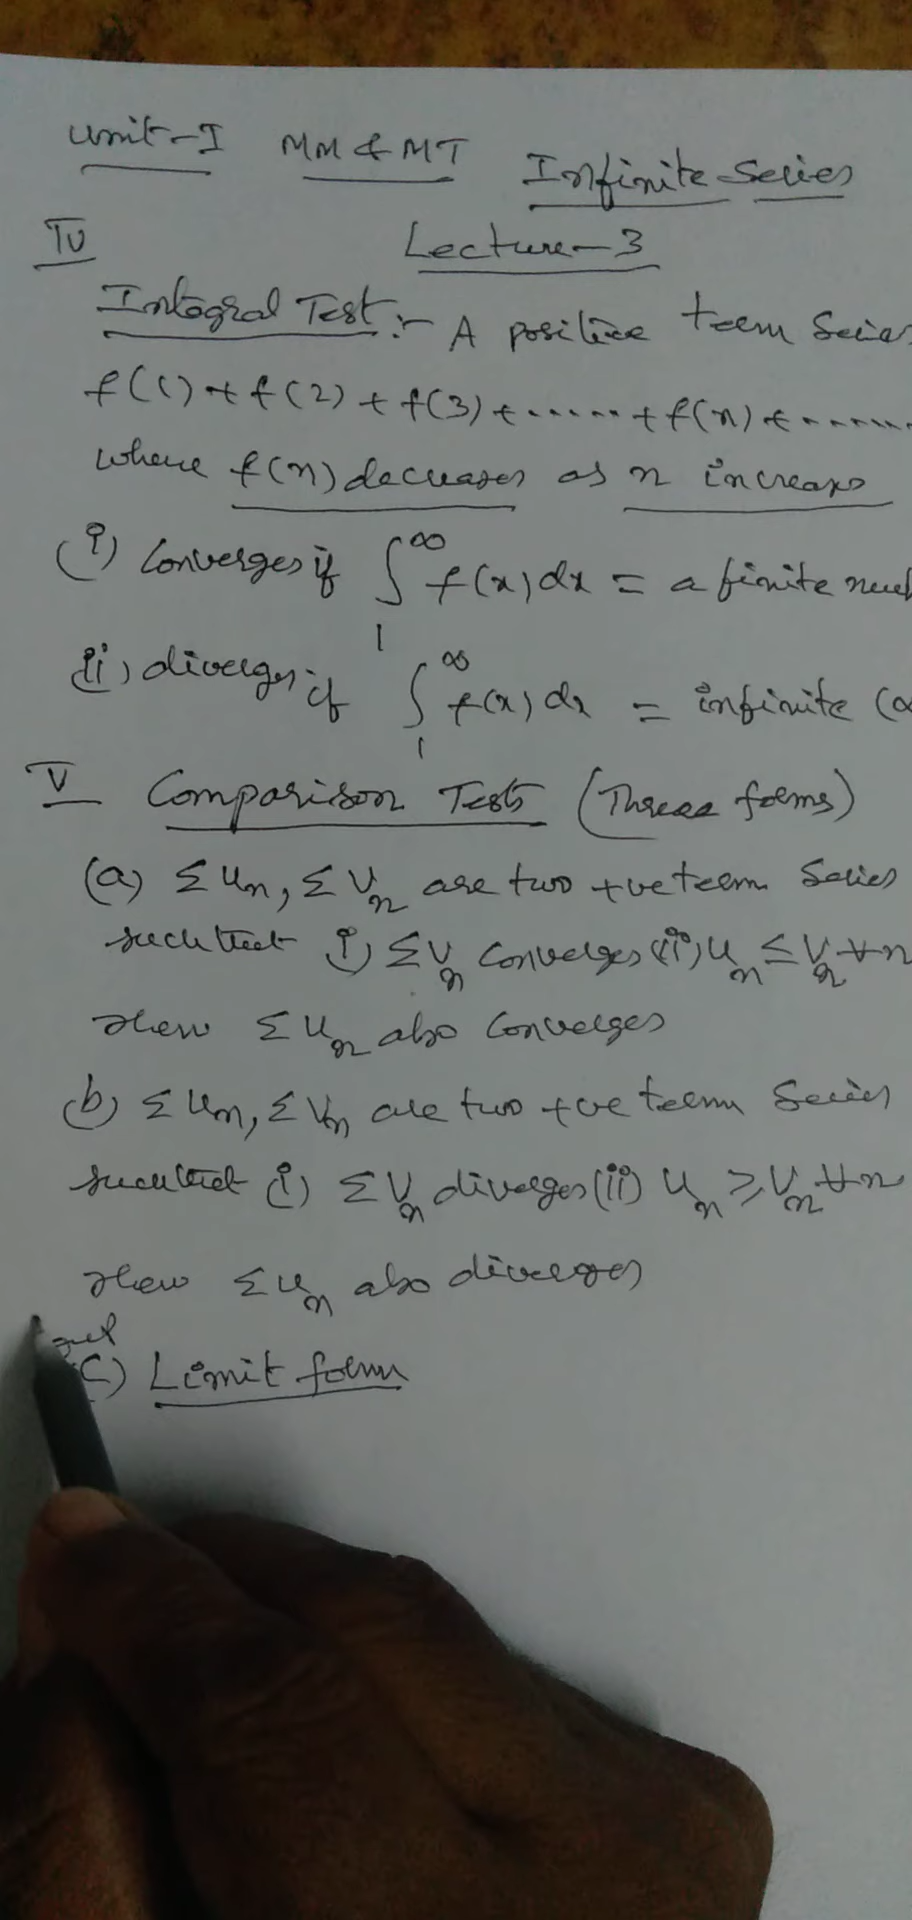 Unit-I MM & MT Infinite Series
IV Lecture-3
Integral Test:- A positive term Series
f(1) + f(2) + f(3) + ...... + f(n) + .......
where f(n) decreases as n increases
(i) Converges if ∫₁^∞ f(x) dx = a finite
(ii) diverges if ∫₁^∞ f(x) dx = infinite (
V Comparison Tests (Three forms)
(a) Σ Un, Σ Vn are two +ve term Series
such that (i) Σ Vn Converges (ii) Un ≤ Vn ∀ n
then Σ Un also Converges
(b) Σ Un, Σ Vn are two +ve term Series
such that (i) Σ Vn diverges (ii) Un ≥ Vn ∀ n
then Σ Un also diverges
(C) Limit form